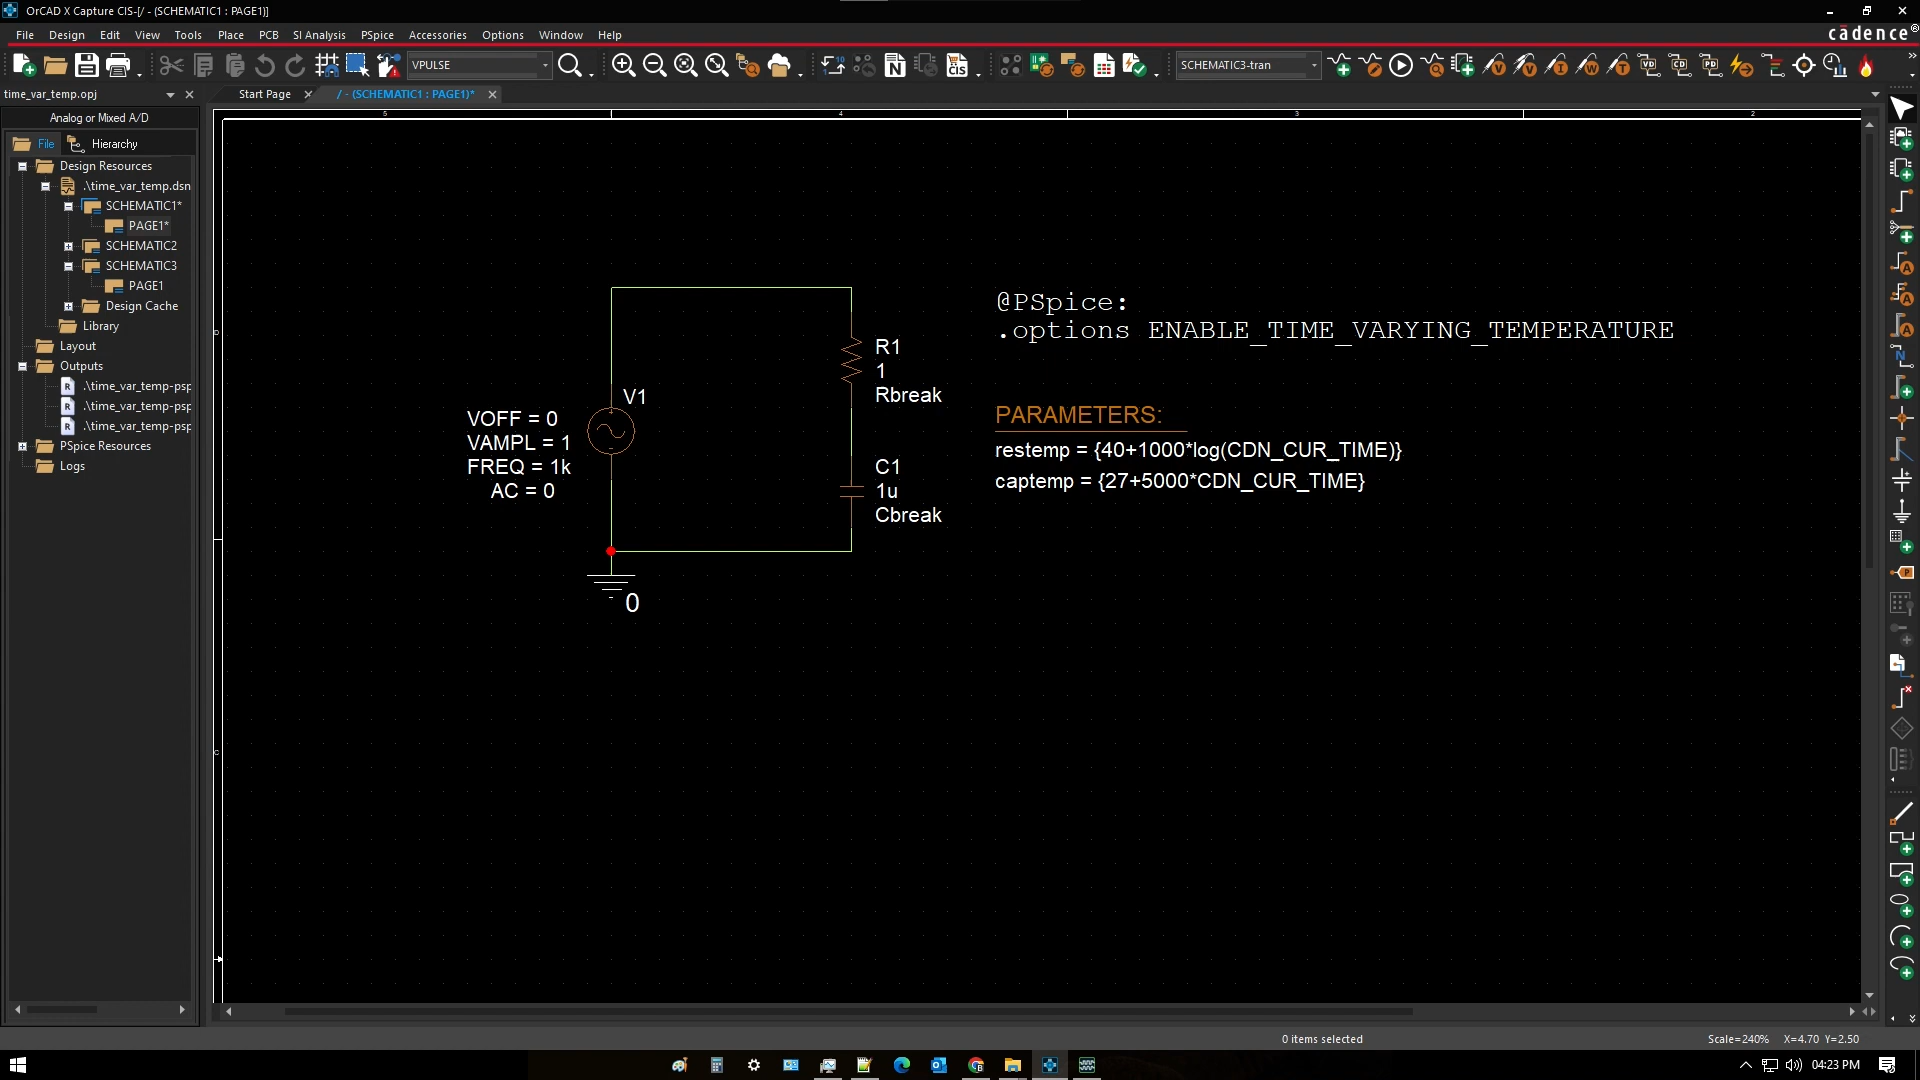 OrCAD X Capture CIS-[/ - (SCHEMATIC1 : PAGE1)]
File Design Edit View Tools Place PCB SI Analysis PSpice Accessories Options Window Help
cādence®
VPULSE
SCHEMATIC3-tran
time_var_temp.opj
Start Page
/ - (SCHEMATIC1 : PAGE1)*
Analog or Mixed A/D
File Hierarchy
Design Resources
.\time_var_temp.dsn
SCHEMATIC1*
PAGE1*
SCHEMATIC2
SCHEMATIC3
PAGE1
Design Cache
Library
Layout
Outputs
.\time_var_temp-psp
.\time_var_temp-psp
.\time_var_temp-psp
PSpice Resources
Logs
5 4 3 2
D
C
V1
VOFF = 0
VAMPL = 1
FREQ = 1k
AC = 0
R1
1
Rbreak
C1
1u
Cbreak
0
@PSpice:
.options ENABLE_TIME_VARYING_TEMPERATURE
PARAMETERS:
restemp = {40+1000*log(CDN_CUR_TIME)}
captemp = {27+5000*CDN_CUR_TIME}
0 items selected
Scale=240% X=4.70 Y=2.50
04:23 PM